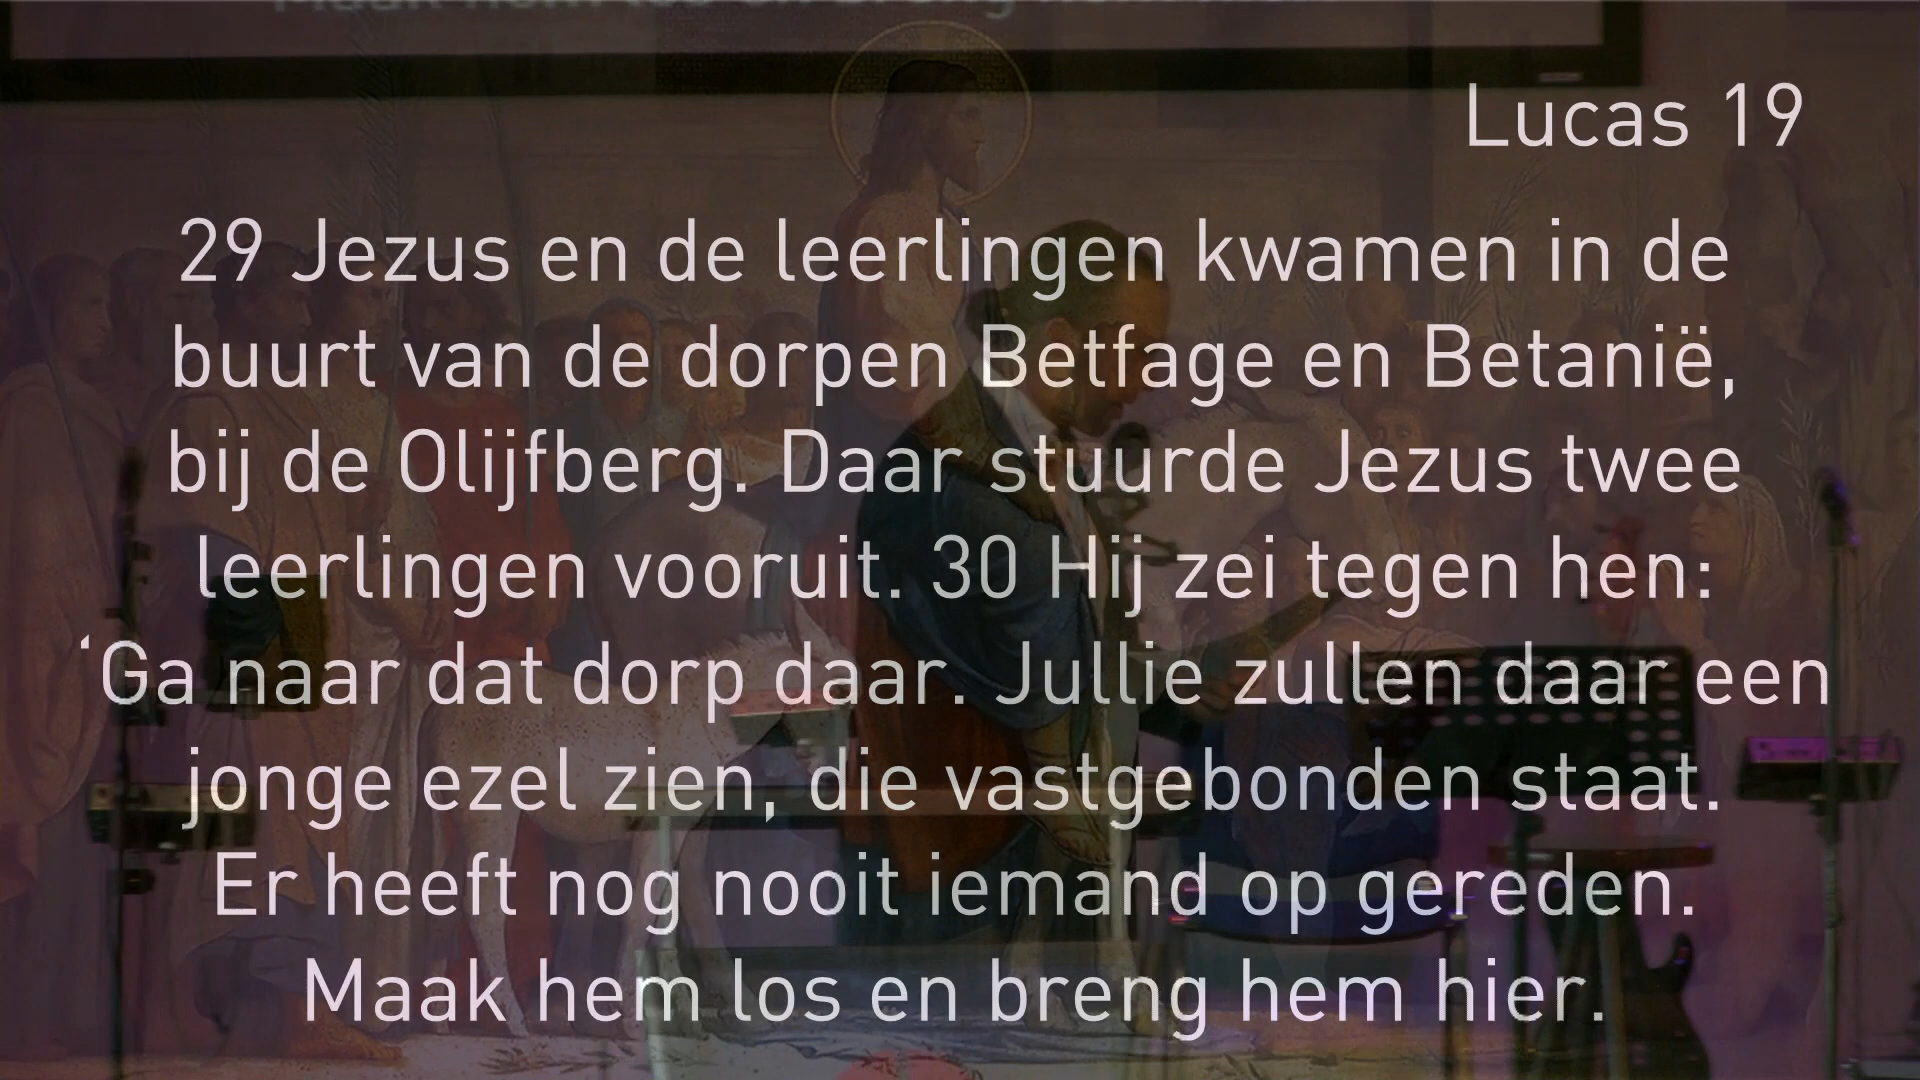 Lucas 19
29 Jezus en de leerlingen kwamen in de
buurt van de dorpen Betfage en Betanië,
bij de Olijfberg. Daar stuurde Jezus twee
leerlingen vooruit. 30 Hij zei tegen hen:
‘Ga naar dat dorp daar. Jullie zullen daar een
jonge ezel zien, die vastgebonden staat.
Er heeft nog nooit iemand op gereden.
Maak hem los en breng hem hier.